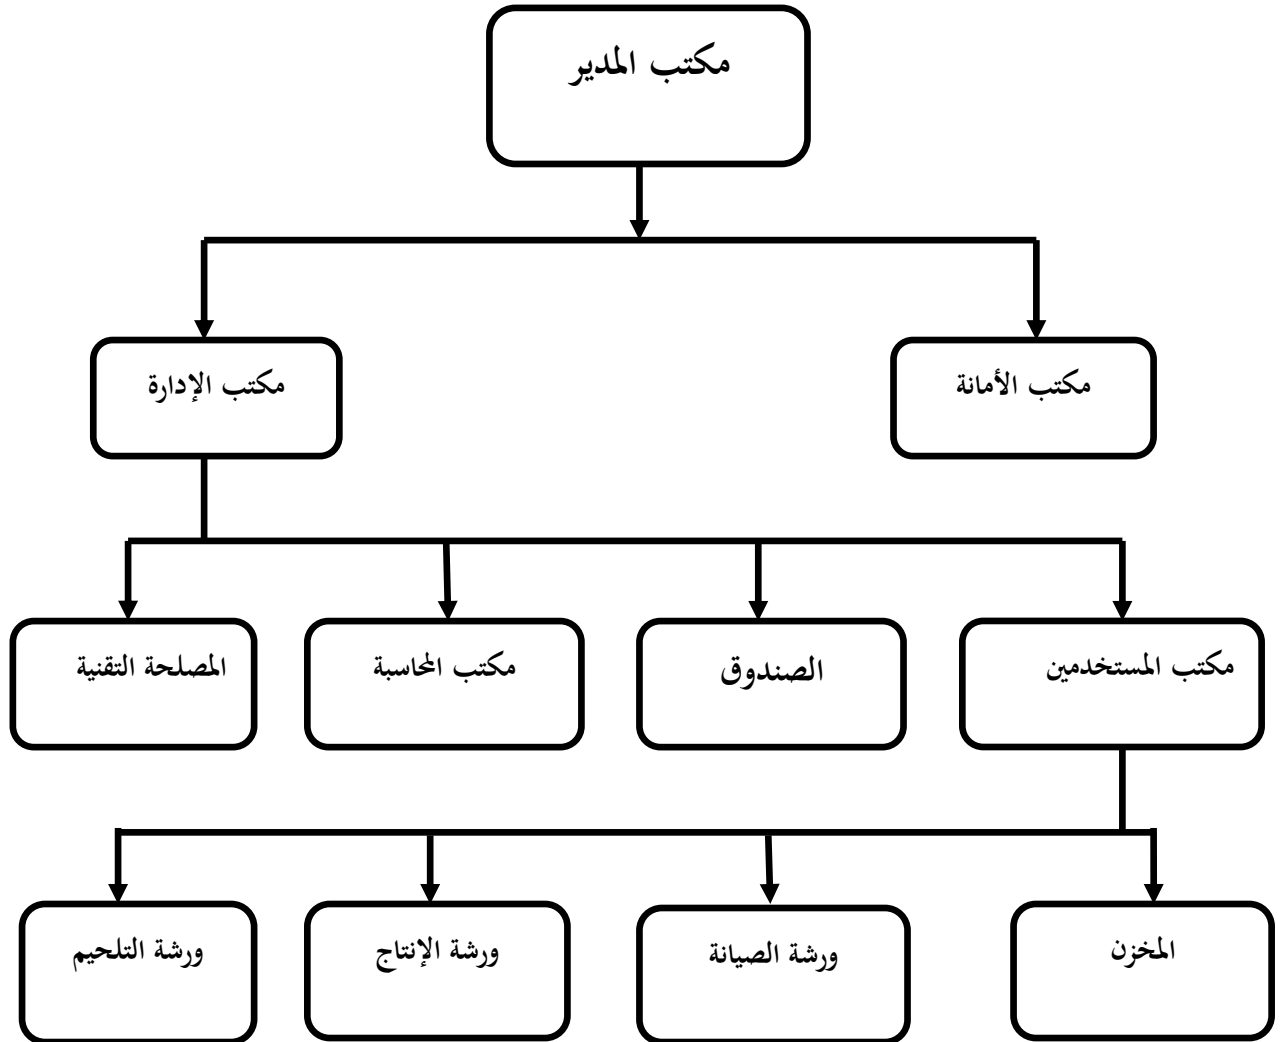 مكتب المدير
مكتب الأمانة
مكتب الإدارة
مكتب المستخدمين
الصندوق
مكتب المحاسبة
المصلحة التقنية
المخزن
ورشة الصيانة
ورشة الإنتاج
ورشة التلحيم